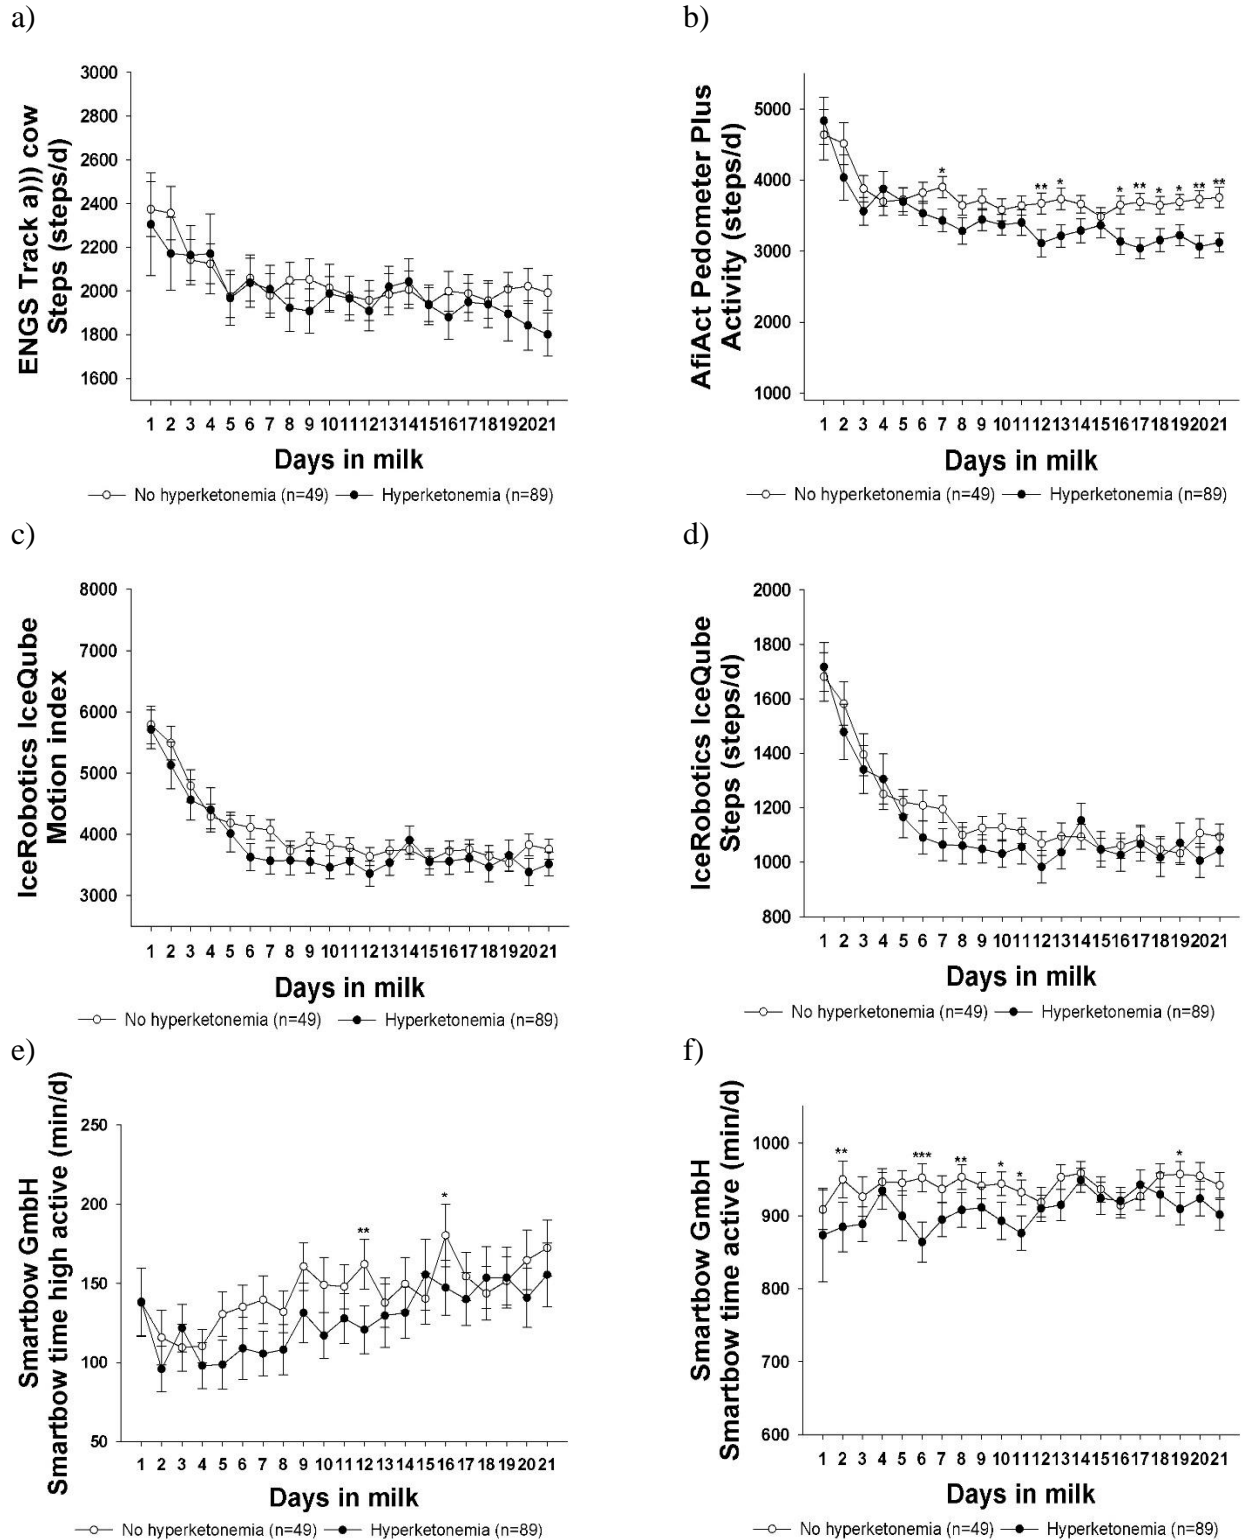 a)
ENGS Track a))) cow
Steps (steps/d)
3000
2800
2600
2400
2200
2000
1800
1600
1 2 3 4 5 6 7 8 9 10 11 12 13 14 15 16 17 18 19 20 21
Days in milk
No hyperketonemia (n=49) Hyperketonemia (n=89)
b)
AfiAct Pedometer Plus
Activity (steps/d)
5000
4000
3000
2000
1000
* ** * * ** * * ** **
1 2 3 4 5 6 7 8 9 10 11 12 13 14 15 16 17 18 19 20 21
Days in milk
No hyperketonemia (n=49) Hyperketonemia (n=89)
c)
IceRobotics IceQube
Motion index
8000
7000
6000
5000
4000
3000
1 2 3 4 5 6 7 8 9 10 11 12 13 14 15 16 17 18 19 20 21
Days in milk
No hyperketonemia (n=49) Hyperketonemia (n=89)
d)
IceRobotics IceQube
Steps (steps/d)
2000
1800
1600
1400
1200
1000
800
1 2 3 4 5 6 7 8 9 10 11 12 13 14 15 16 17 18 19 20 21
Days in milk
No hyperketonemia (n=49) Hyperketonemia (n=89)
e)
Smartbow GmbH
Smartbow time high active (min/d)
250
200
150
100
50
** *
1 2 3 4 5 6 7 8 9 10 11 12 13 14 15 16 17 18 19 20 21
Days in milk
No hyperketonemia (n=49) Hyperketonemia (n=89)
f)
Smartbow GmbH
Smartbow time active (min/d)
1000
900
800
700
600
** *** ** * * *
1 2 3 4 5 6 7 8 9 10 11 12 13 14 15 16 17 18 19 20 21
Days in milk
No hyperketonemia (n=49) Hyperketonemia (n=89)